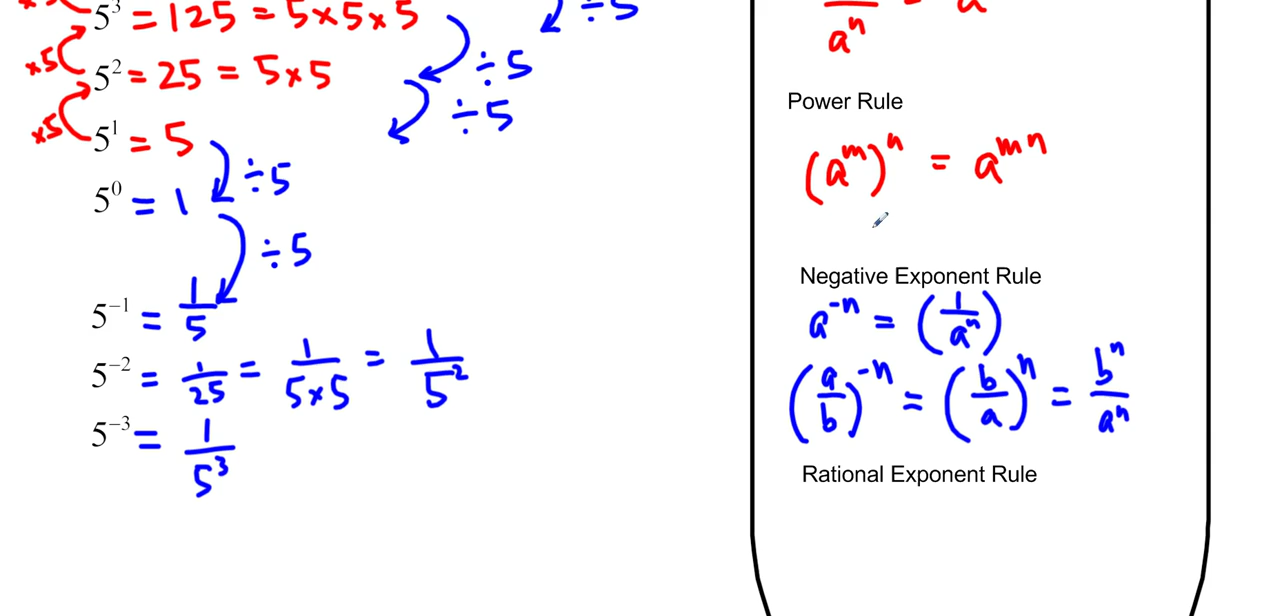 ×5 5³ = 125 = 5×5×5 ÷5
×5 5² = 25 = 5×5 ÷5
×5 5¹ = 5 ÷5
5⁰ = 1 ÷5
÷5
5⁻¹ = 1/5
5⁻² = 1/25 = 1/(5×5) = 1/5²
5⁻³ = 1/5³
aⁿ = a
Power Rule
(aᵐ)ⁿ = aᵐⁿ
Negative Exponent Rule
a⁻ⁿ = (1/aⁿ)
(a/b)⁻ⁿ = (b/a)ⁿ = bⁿ/aⁿ
Rational Exponent Rule